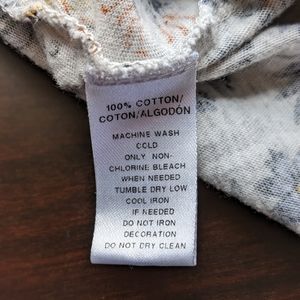 100% COTTON/
COTON/ALGODÓN
MACHINE WASH
COLD
ONLY NON-
CHLORINE BLEACH
WHEN NEEDED
TUMBLE DRY LOW
COOL IRON
IF NEEDED
DO NOT IRON
DECORATION
DO NOT DRY CLEAN